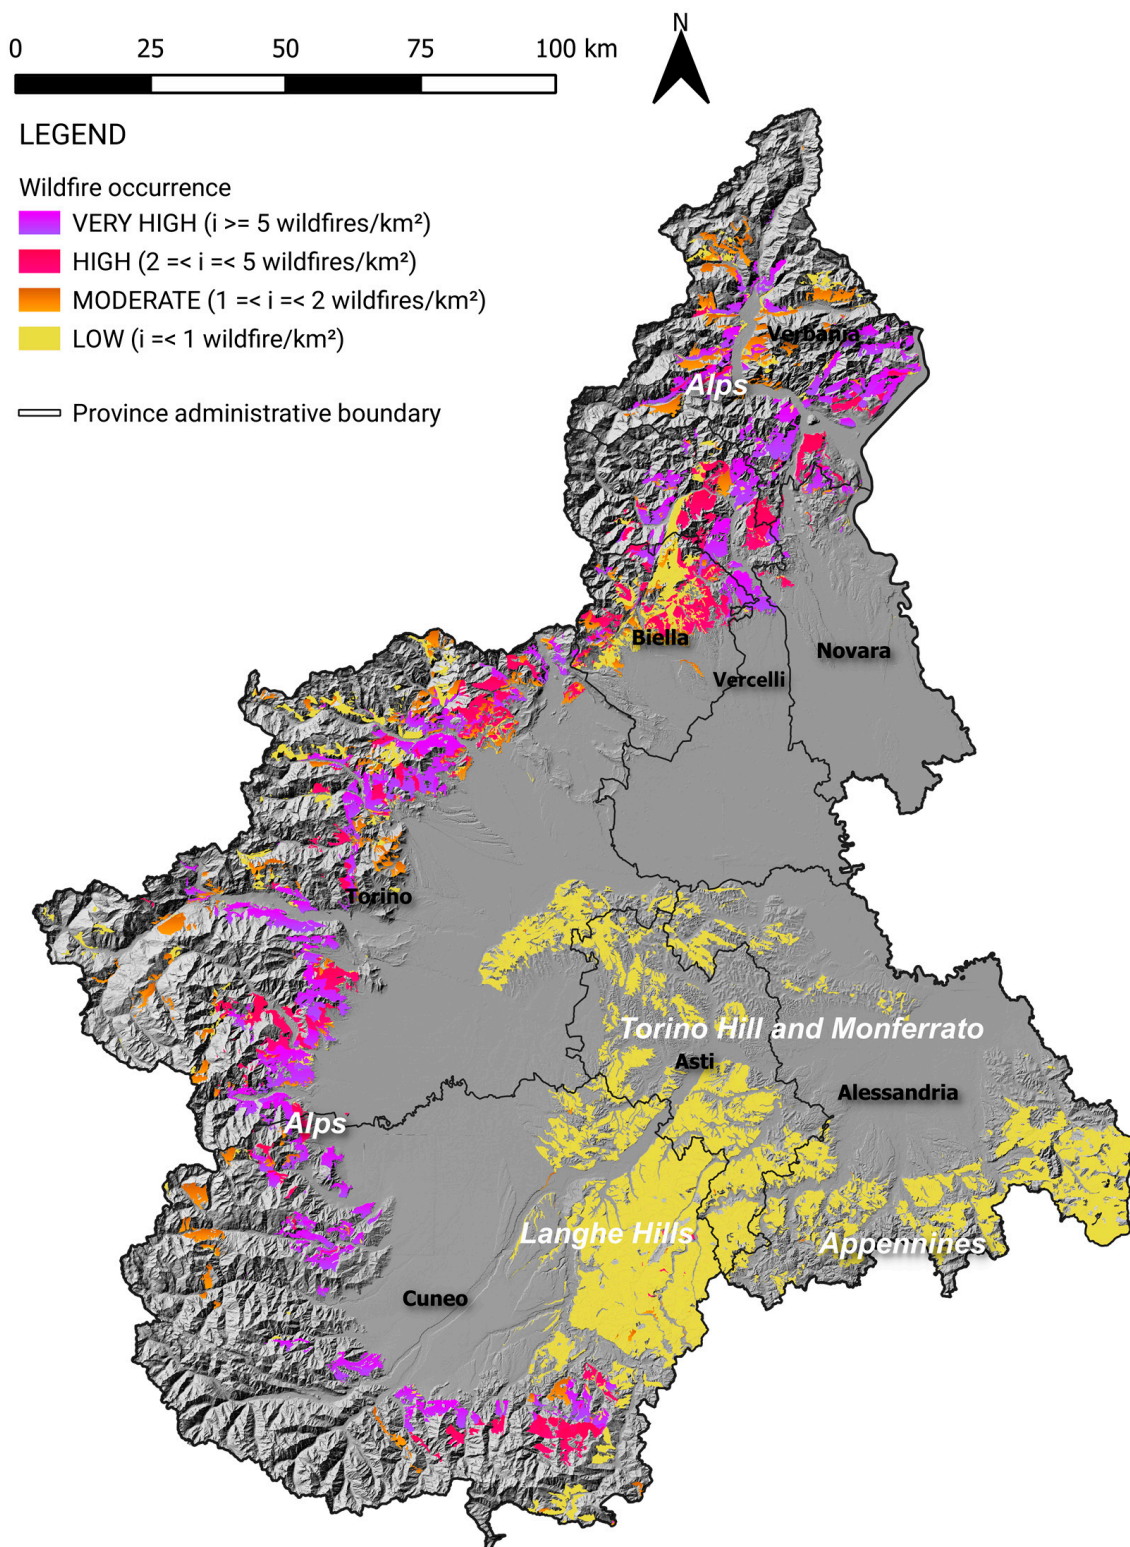 N
0 25 50 75 100 km
LEGEND
Wildfire occurrence
VERY HIGH (i >= 5 wildfires/km²)
HIGH (2 =< i =< 5 wildfires/km²)
MODERATE (1 =< i =< 2 wildfires/km²)
LOW (i =< 1 wildfire/km²)
Province administrative boundary
Verbania
Alps
Biella
Novara
Vercelli
Torino
Torino Hill and Monferrato
Asti
Alessandria
Alps
Langhe Hills
Appennines
Cuneo